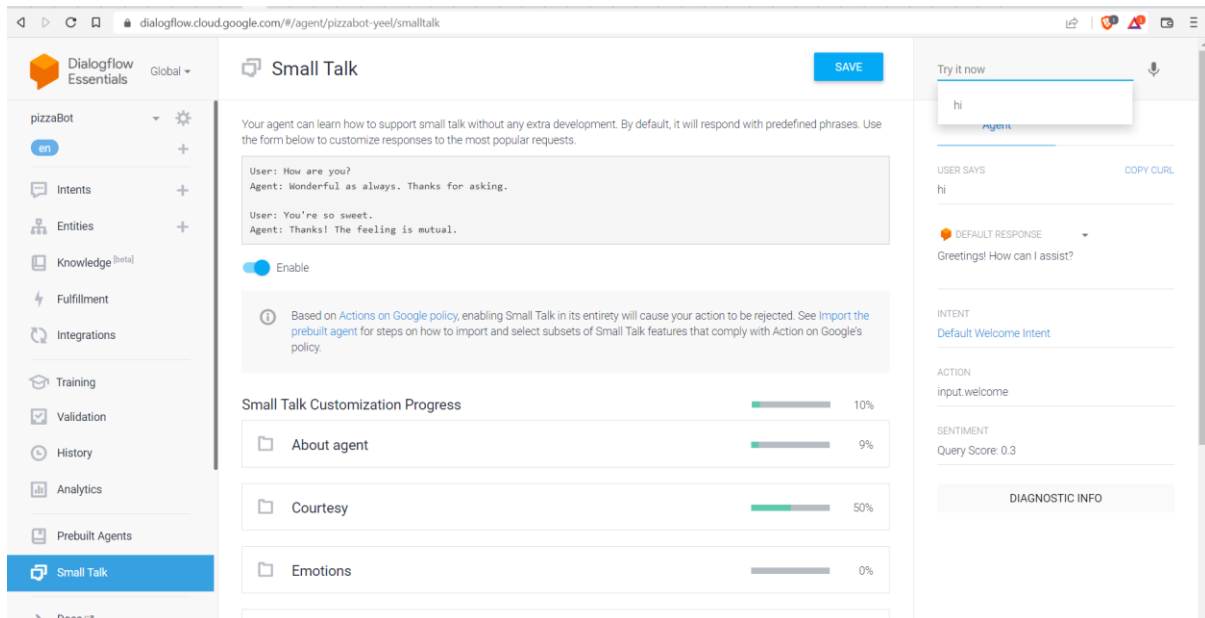 dialogflow.cloud.google.com/#/agent/pizzabot-yeel/smalltalk
Dialogflow
Essentials
Global
pizzaBot
en
Intents
Entities
Knowledge [beta]
Fulfillment
Integrations
Training
Validation
History
Analytics
Prebuilt Agents
Small Talk
Docs
Small Talk
SAVE
Your agent can learn how to support small talk without any extra development. By default, it will respond with predefined phrases. Use
the form below to customize responses to the most popular requests.
User: How are you?
Agent: Wonderful as always. Thanks for asking.
User: You're so sweet.
Agent: Thanks! The feeling is mutual.
Enable
Based on Actions on Google policy, enabling Small Talk in its entirety will cause your action to be rejected. See Import the
prebuilt agent for steps on how to import and select subsets of Small Talk features that comply with Action on Google's
policy.
Small Talk Customization Progress 10%
About agent 9%
Courtesy 50%
Emotions 0%
Try it now
hi
Agent
USER SAYS COPY CURL
hi
DEFAULT RESPONSE
Greetings! How can I assist?
INTENT
Default Welcome Intent
ACTION
input.welcome
SENTIMENT
Query Score: 0.3
DIAGNOSTIC INFO